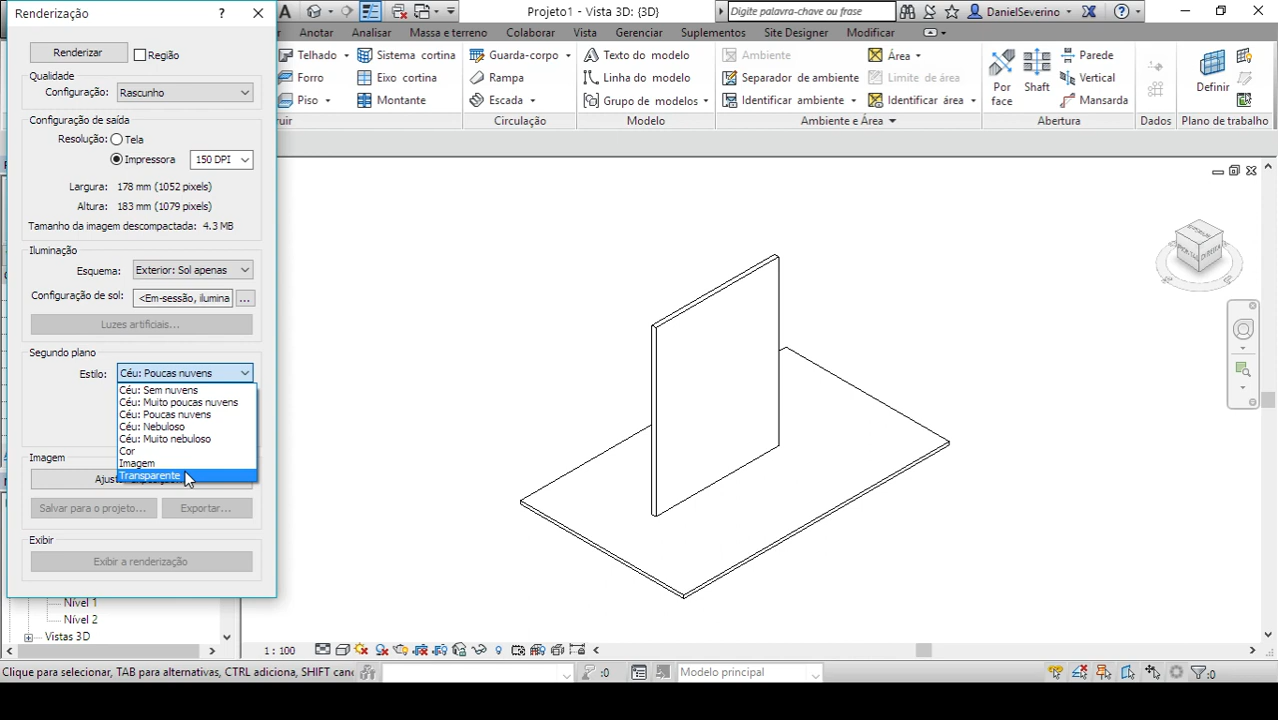 Renderização
?
Projeto1 - Vista 3D: {3D}
Digite palavra-chave ou frase
DanielSeverino
Anotar
Analisar
Massa e terreno
Colaborar
Vista
Gerenciar
Suplementos
Site Designer
Modificar
Renderizar
Região
Qualidade
Configuração:
Rascunho
Configuração de saída
Resolução:
Tela
Impressora
150 DPI
Largura:
178 mm (1052 pixels)
Altura:
183 mm (1079 pixels)
Tamanho da imagem descompactada:
4.3 MB
Iluminação
Esquema:
Exterior: Sol apenas
Configuração de sol:
<Em-sessão, ilumina
...
Luzes artificiais...
Segundo plano
Estilo:
Céu: Poucas nuvens
Céu: Sem nuvens
Céu: Muito poucas nuvens
Céu: Poucas nuvens
Céu: Nebuloso
Céu: Muito nebuloso
Cor
Imagem
Transparente
Imagem
Salvar para o projeto...
Exportar...
Exibir
Exibir a renderização
Nível 1
Nível 2
Vistas 3D
Telhado
Sistema cortina
Guarda-corpo
Texto do modelo
Ambiente
Área
Parede
Forro
Eixo cortina
Rampa
Linha do modelo
Separador de ambiente
Limite de área
Vertical
Piso
Montante
Escada
Grupo de modelos
Identificar ambiente
Identificar área
Mansarda
Por
face
Shaft
Definir
Circulação
Modelo
Ambiente e Área
Abertura
Dados
Plano de trabalho
1 : 100
Clique para selecionar, TAB para alternativas, CTRL adiciona, SHIFT canc
:0
Modelo principal
:0